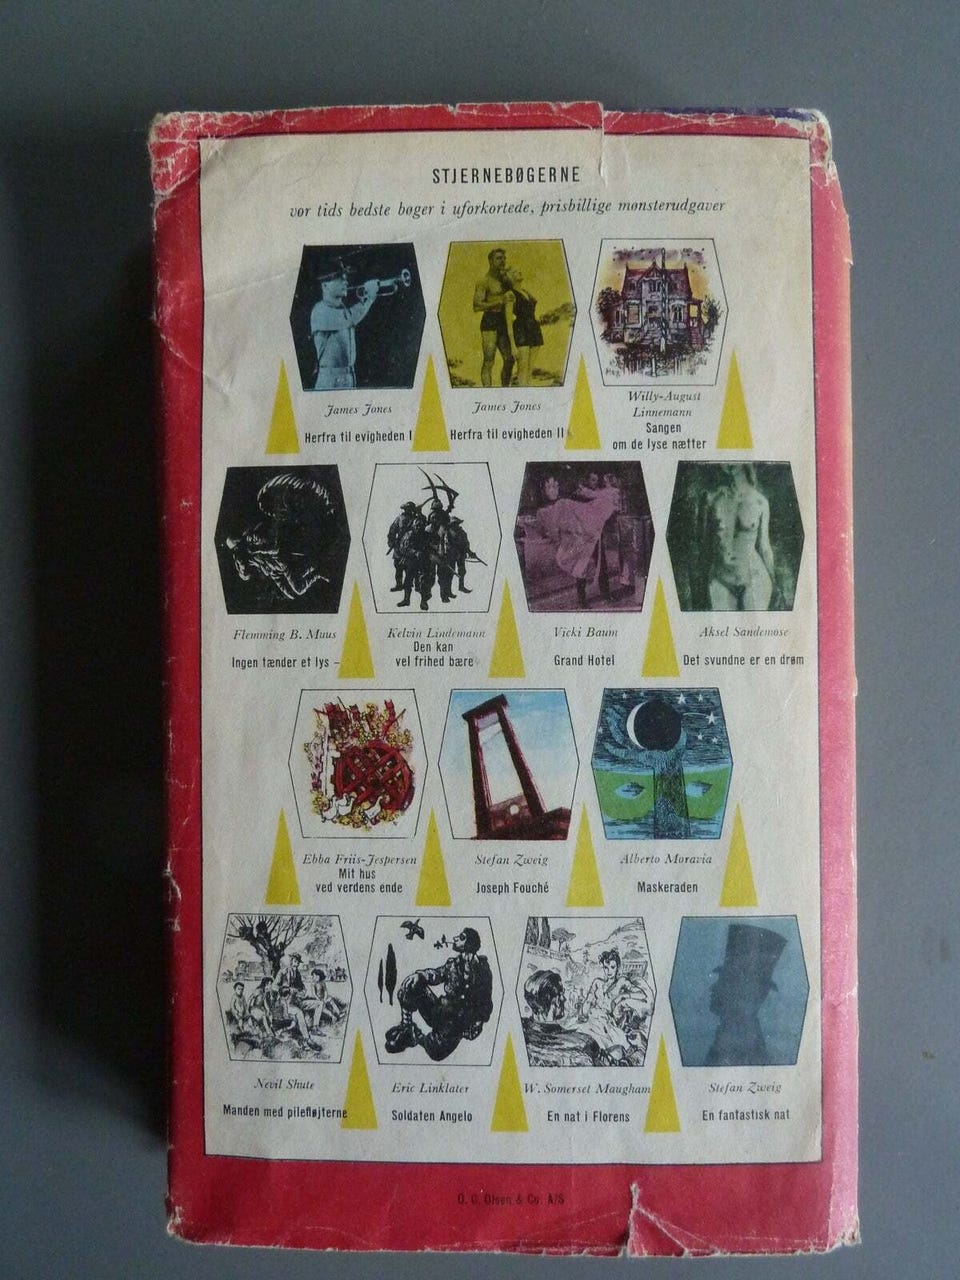 STJERNEBØGERNE
vor tids bedste bøger i uforkortede, prisbillige mønsterudgaver
James Jones
Herfra til evigheden I
James Jones
Herfra til evigheden II
Willy-August
Linnemann
Sangen
om de lyse nætter
Flemming B. Muus
Ingen tænder et lys –
Kelvin Lindemann
Den kan
vel frihed bære
Vicki Baum
Grand Hotel
Aksel Sandemose
Det svundne er en drøm
Ebba Friis-Jespersen
Mit hus
ved verdens ende
Stefan Zweig
Joseph Fouché
Alberto Moravia
Maskeraden
Nevil Shute
Manden med pilefløjterne
Eric Linklater
Soldaten Angelo
W. Somerset Maugham
En nat i Florens
Stefan Zweig
En fantastisk nat
O. C. Olsen & Co. A/S